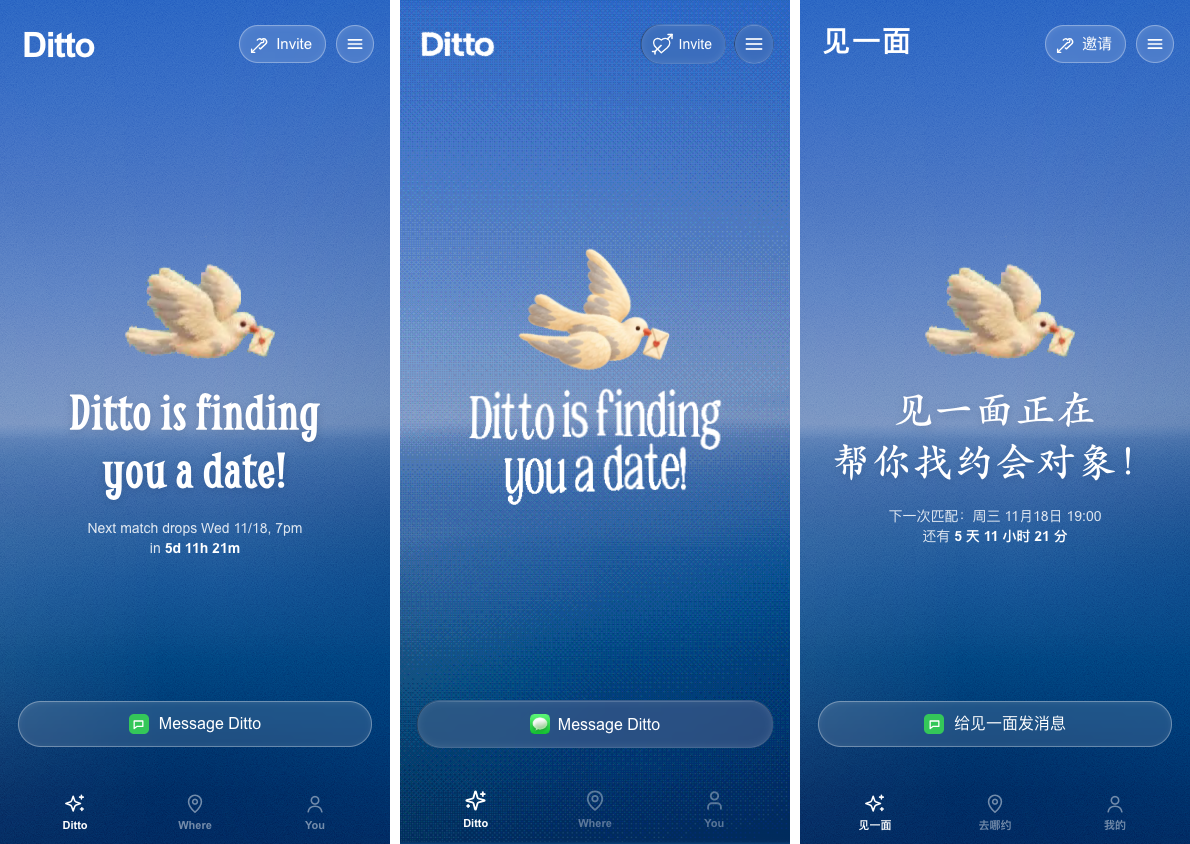 Ditto
Invite
Ditto is finding
you a date!
Next match drops Wed 11/18, 7pm
in 5d 11h 21m
Message Ditto
Ditto
Where
You
Ditto
Invite
Ditto is finding
you a date!
Message Ditto
Ditto
Where
You
见一面
邀请
见一面正在
帮你找约会对象！
下一次匹配：周三 11月18日 19:00
还有 5 天 11 小时 21 分
给见一面发消息
见一面
去哪约
我的